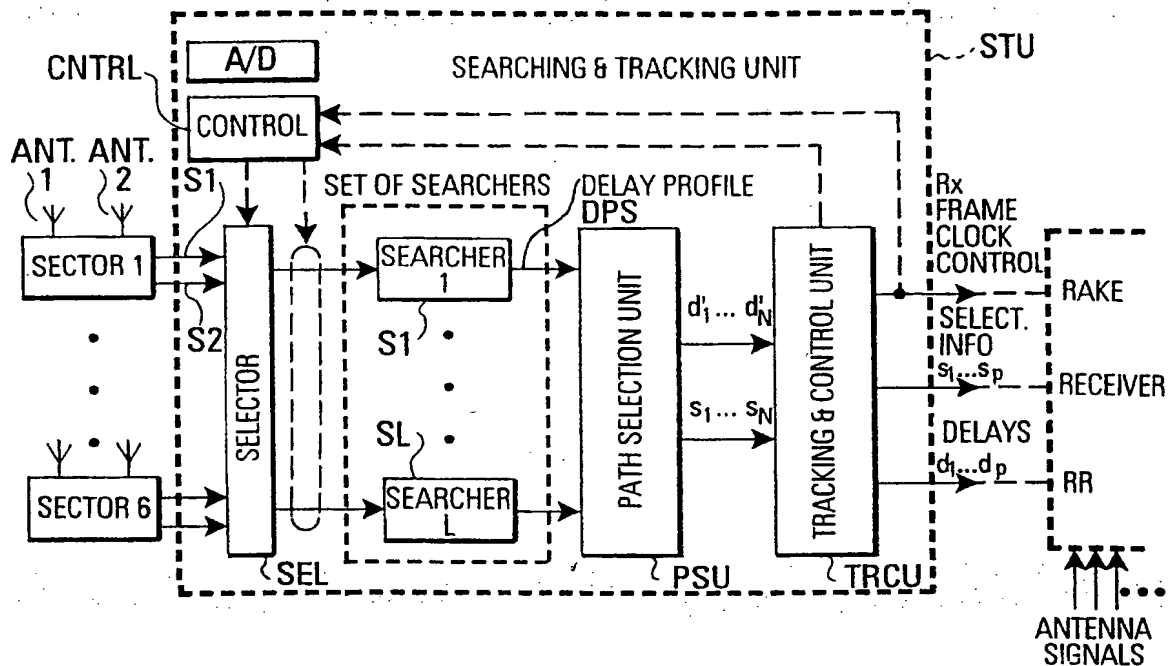 A/D
SEARCHING & TRACKING UNIT
STU
CNTRL
CONTROL
ANT. 1
ANT. 2
S1
S2
SET OF SEARCHERS
DELAY PROFILE
DPS
Rx
FRAME
CLOCK
CONTROL
SECTOR 1
SELECTOR
SEARCHER
1
S1
PATH SELECTION UNIT
d'1 ... d'N
s1 ... sN
TRACKING & CONTROL UNIT
SELECT.
INFO
s1...sp
DELAYS
d1...dp
RAKE
RECEIVER
RR
SL
SEARCHER
L
SECTOR 6
SEL
PSU
TRCU
ANTENNA
SIGNALS